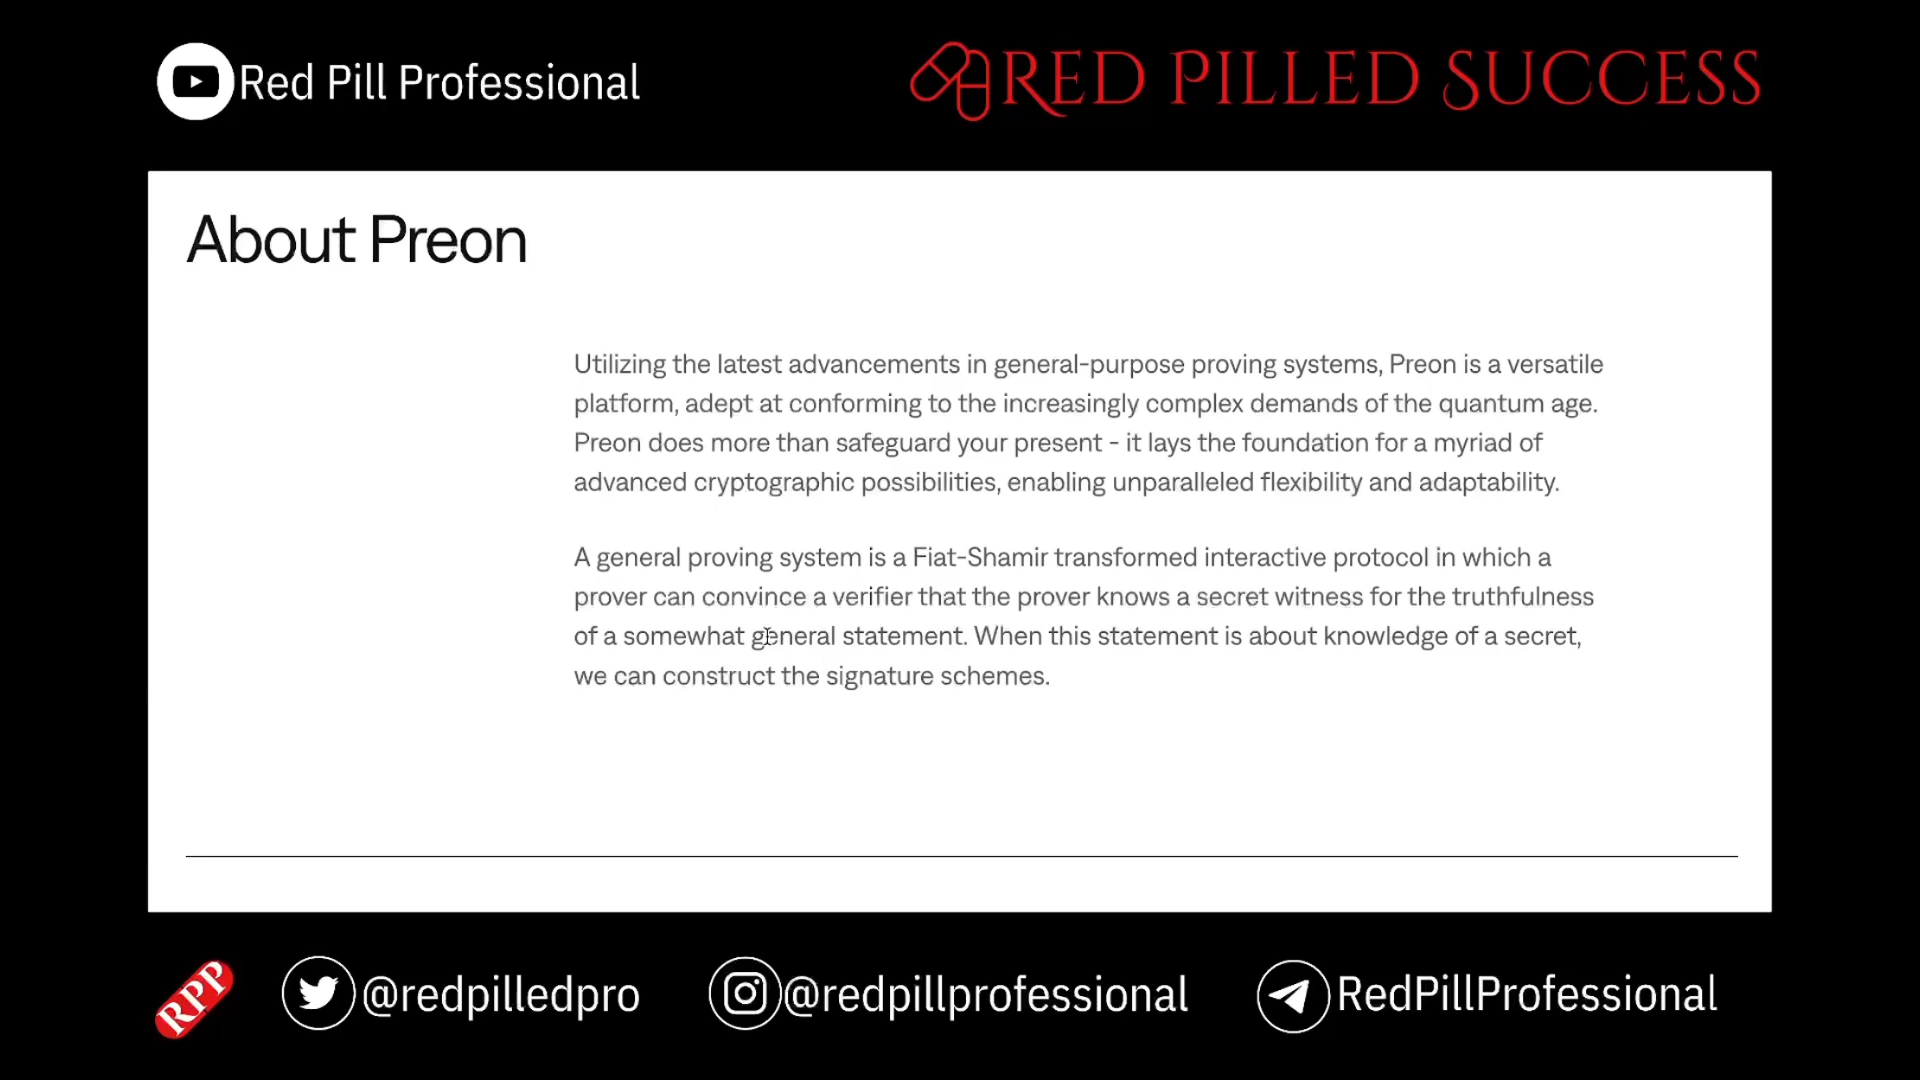 Red Pill Professional
RED PILLED SUCCESS
About Preon
Utilizing the latest advancements in general-purpose proving systems, Preon is a versatile
platform, adept at conforming to the increasingly complex demands of the quantum age.
Preon does more than safeguard your present - it lays the foundation for a myriad of
advanced cryptographic possibilities, enabling unparalleled flexibility and adaptability.
A general proving system is a Fiat-Shamir transformed interactive protocol in which a
prover can convince a verifier that the prover knows a secret witness for the truthfulness
of a somewhat general statement. When this statement is about knowledge of a secret,
we can construct the signature schemes.
RPP
@redpilledpro
@redpillprofessional
RedPillProfessional